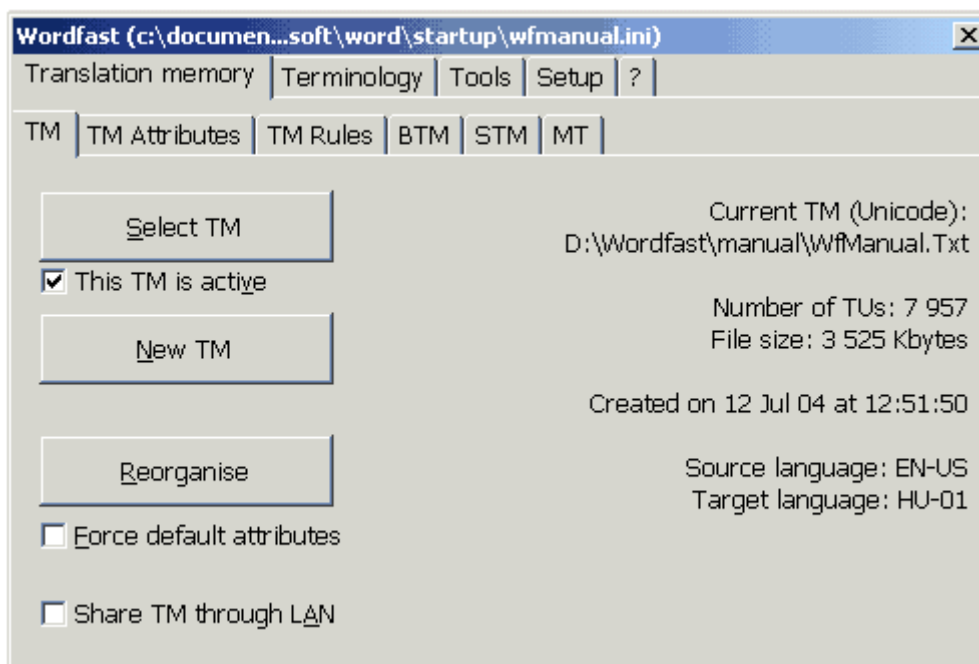 Wordfast (c:\documen...soft\word\startup\wfmanual.ini)
Translation memory Terminology Tools Setup ?
TM TM Attributes TM Rules BTM STM MT
Select TM
This TM is active
New TM
Reorganise
Force default attributes
Share TM through LAN
Current TM (Unicode):
D:\Wordfast\manual\WfManual.Txt
Number of TUs: 7 957
File size: 3 525 Kbytes
Created on 12 Jul 04 at 12:51:50
Source language: EN-US
Target language: HU-01